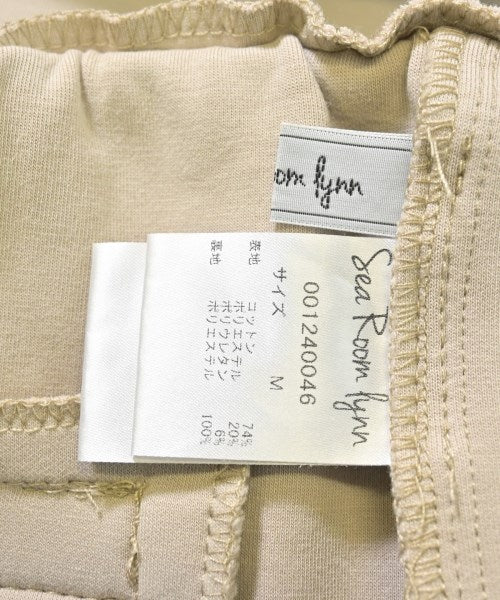 oom lynn
Sea Room lynn
001240046
サイズ M
表地 コットン 74%
ポリエステル 20%
ポリウレタン 6%
裏地 ポリエステル 100%